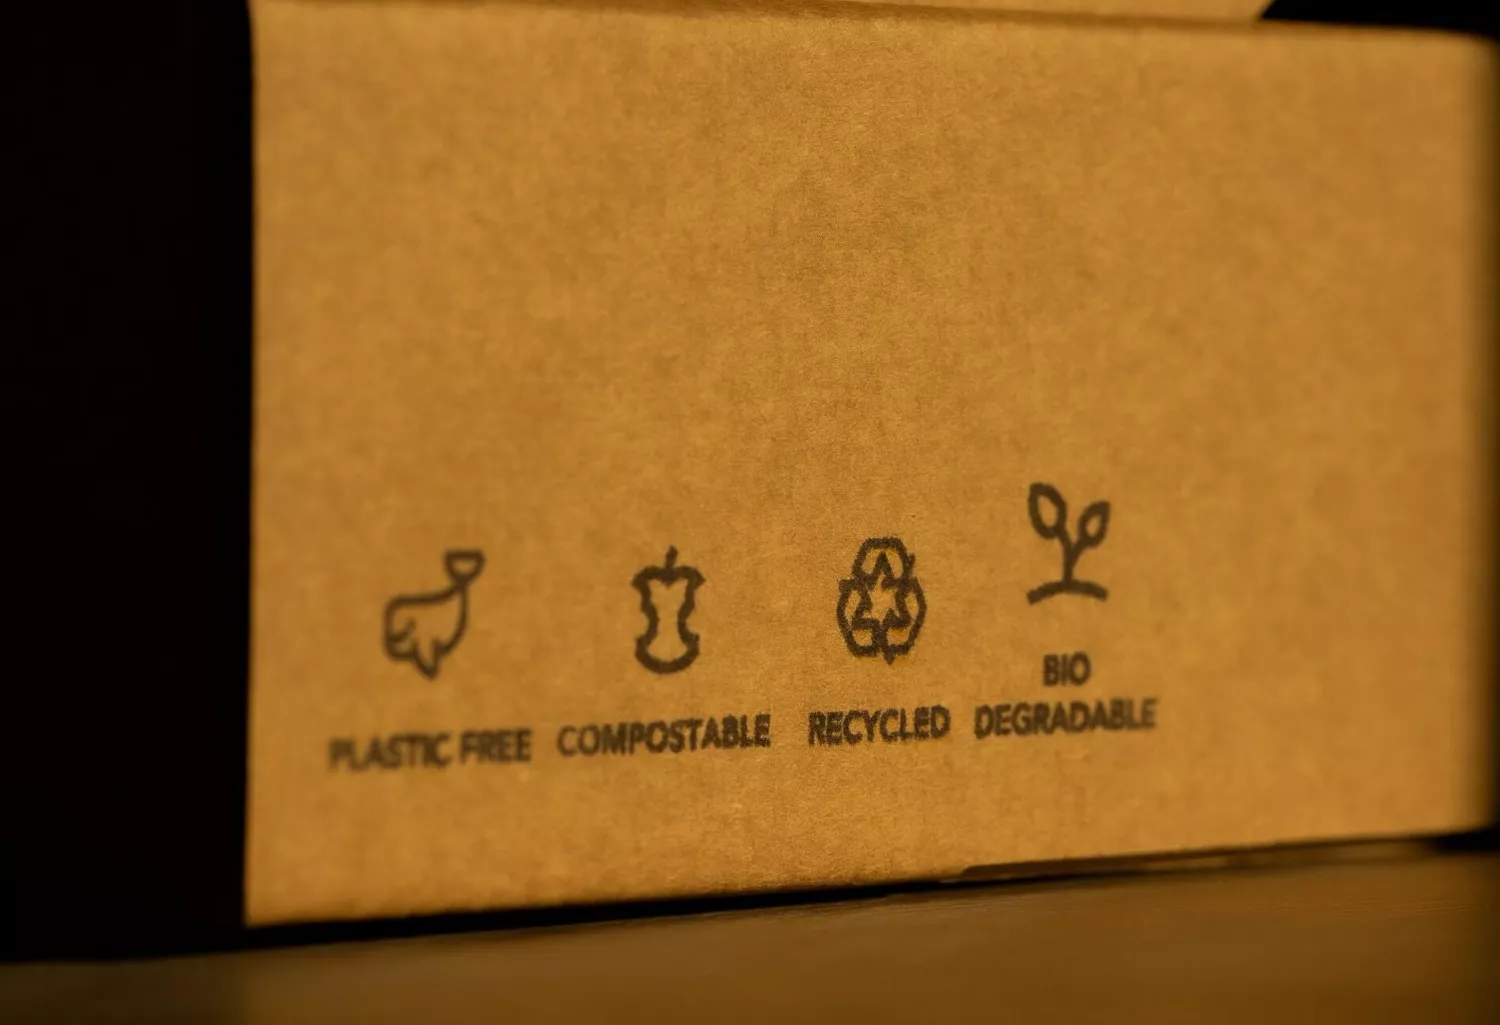 PLASTIC FREE
COMPOSTABLE
RECYCLED
BIO
DEGRADABLE